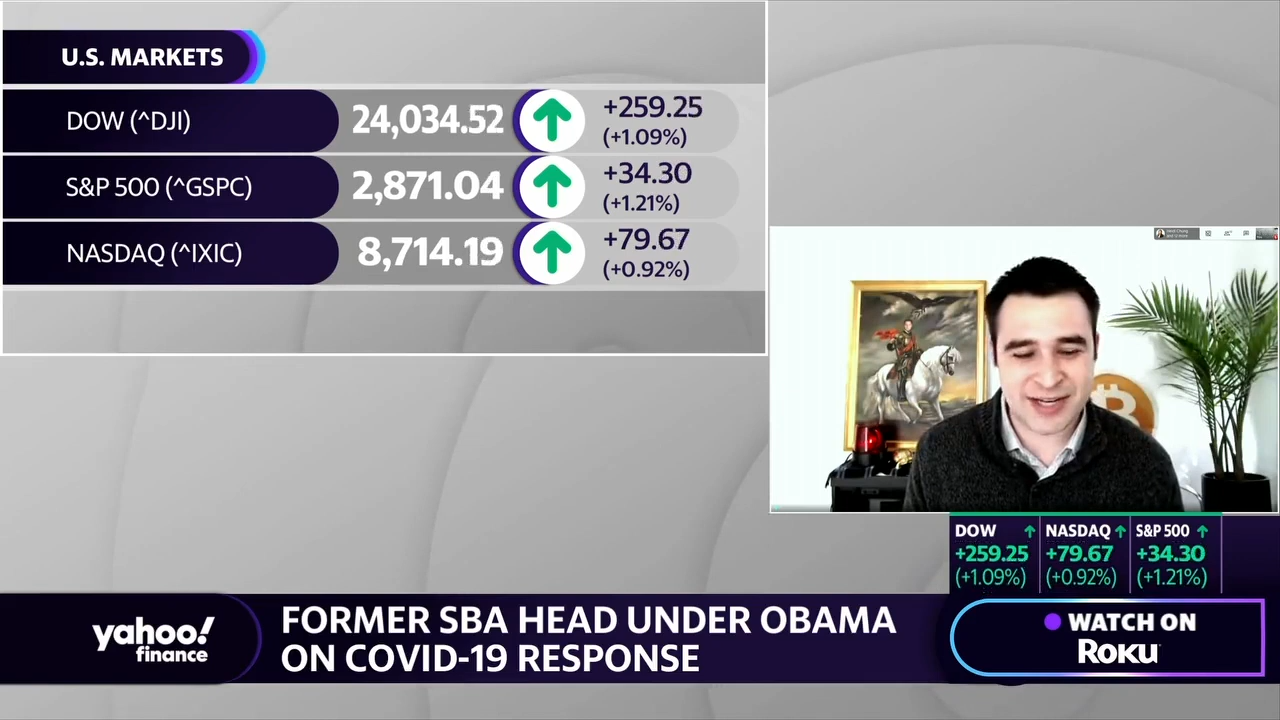 U.S. MARKETS
DOW (^DJI) 24,034.52 +259.25
(+1.09%)
S&P 500 (^GSPC) 2,871.04 +34.30
(+1.21%)
NASDAQ (^IXIC) 8,714.19 +79.67
(+0.92%)
DOW NASDAQ S&P 500
+259.25 +79.67 +34.30
(+1.09%) (+0.92%) (+1.21%)
yahoo!
finance
FORMER SBA HEAD UNDER OBAMA
ON COVID-19 RESPONSE
WATCH ON
ROKU